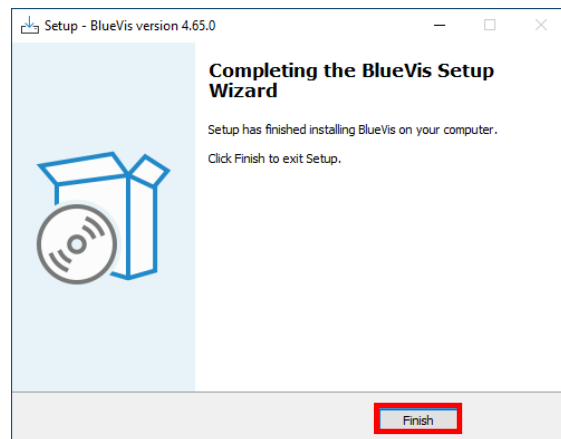 Setup - BlueVis version 4.65.0
Completing the BlueVis Setup
Wizard
Setup has finished installing BlueVis on your computer.
Click Finish to exit Setup.
Finish